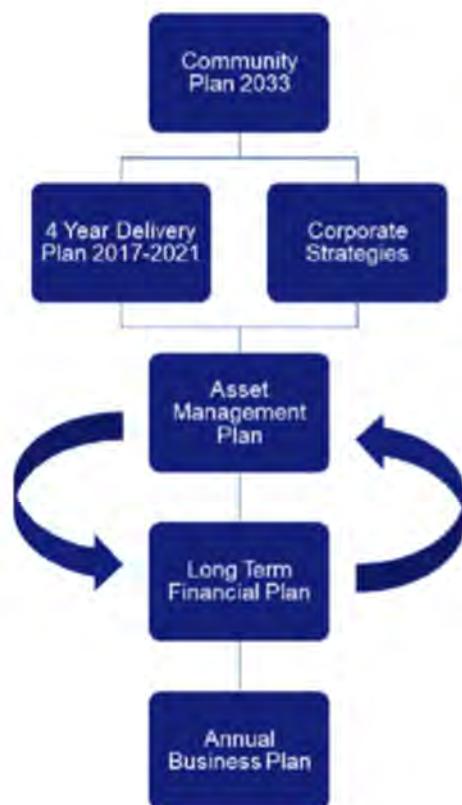 Community
Plan 2033
4 Year Delivery
Plan 2017-2021
Corporate
Strategies
Asset
Management
Plan
Long Term
Financial Plan
Annual
Business Plan